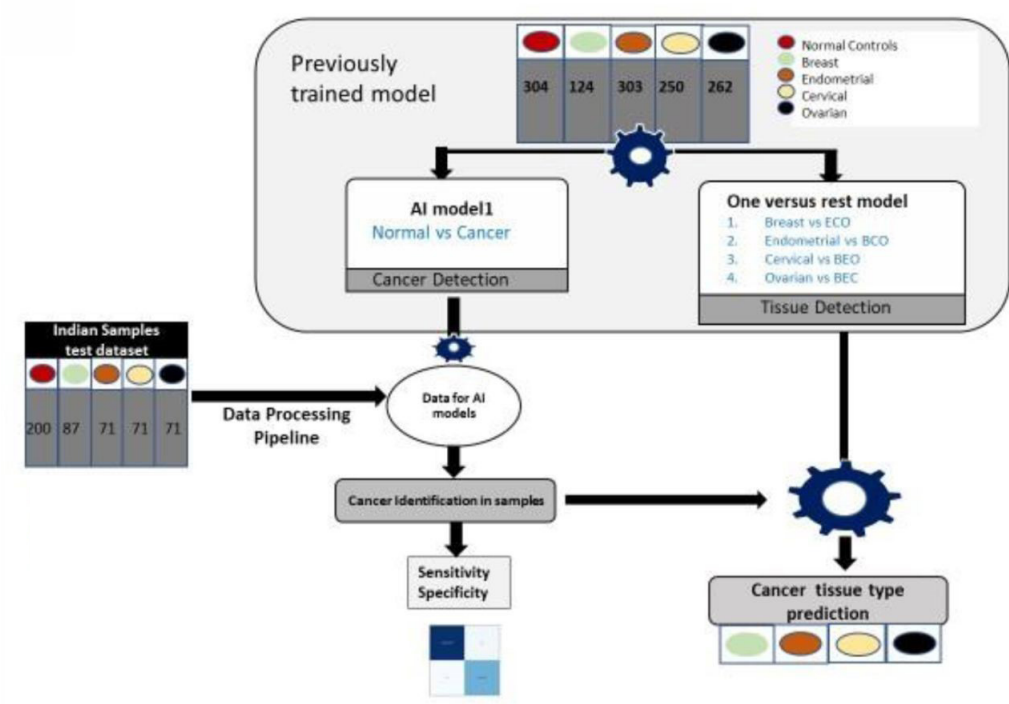 Previously
trained model
304 124 303 250 262
Normal Controls
Breast
Endometrial
Cervical
Ovarian
AI model1
Normal vs Cancer
Cancer Detection
One versus rest model
1. Breast vs ECO
2. Endometrial vs BCO
3. Cervical vs BEO
4. Ovarian vs BEC
Tissue Detection
Indian Samples
test dataset
200 87 71 71 71
Data Processing
Pipeline
Data for AI
models
Cancer Identification in samples
Sensitivity
Specificity
Cancer tissue type
prediction